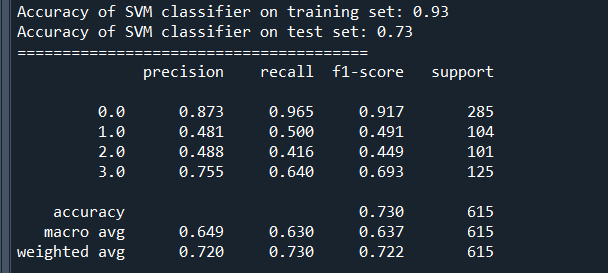 Accuracy of SVM classifier on training set: 0.93
Accuracy of SVM classifier on test set: 0.73
=======================================
precision recall f1-score support
0.0 0.873 0.965 0.917 285
1.0 0.481 0.500 0.491 104
2.0 0.488 0.416 0.449 101
3.0 0.755 0.640 0.693 125
accuracy 0.730 615
macro avg 0.649 0.630 0.637 615
weighted avg 0.720 0.730 0.722 615